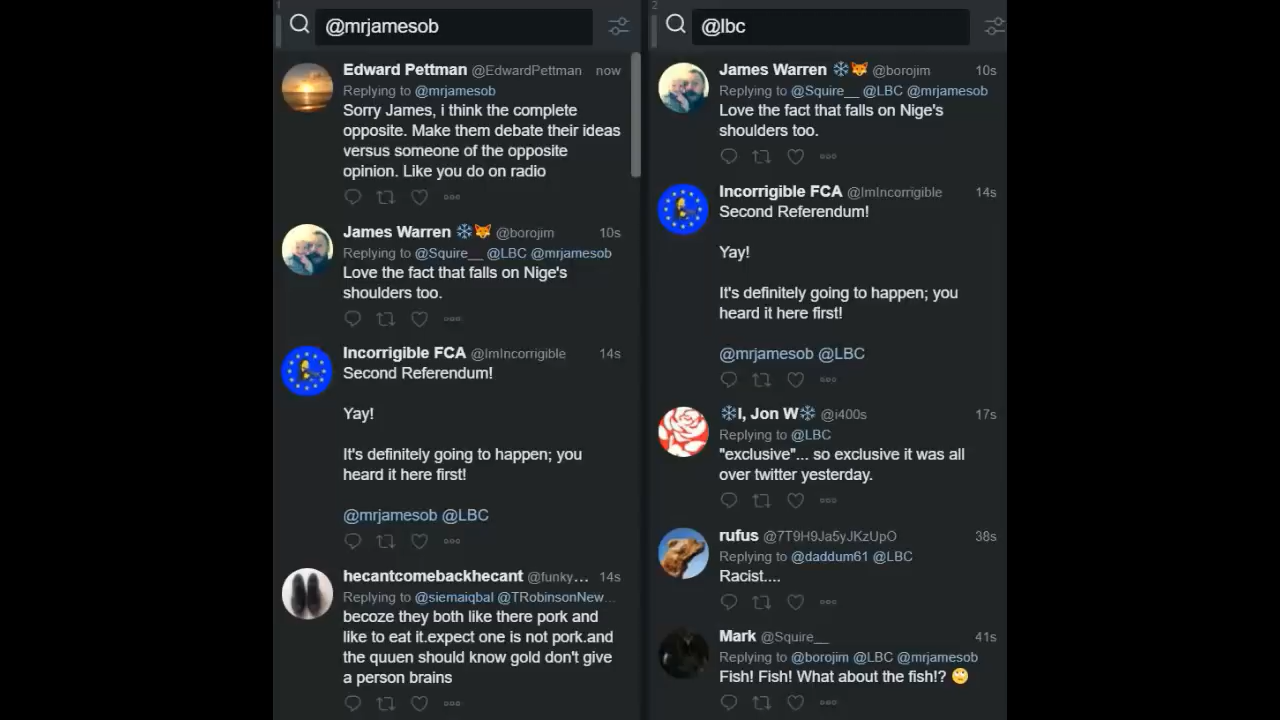 1
@mrjamesob
Edward Pettman @EdwardPettman now
Replying to @mrjamesob
Sorry James, i think the complete
opposite. Make them debate their ideas
versus someone of the opposite
opinion. Like you do on radio
James Warren ❄️🦊 @borojim 10s
Replying to @Squire__ @LBC @mrjamesob
Love the fact that falls on Nige's
shoulders too.
Incorrigible FCA @ImIncorrigible 14s
Second Referendum!
Yay!
It's definitely going to happen; you
heard it here first!
@mrjamesob @LBC
hecantcomebackhecant @funky... 14s
Replying to @siemaiqbal @TRobinsonNew...
becoze they both like there pork and
like to eat it.expect one is not pork.and
the quuen should know gold don't give
a person brains
2
@lbc
James Warren ❄️🦊 @borojim 10s
Replying to @Squire__ @LBC @mrjamesob
Love the fact that falls on Nige's
shoulders too.
Incorrigible FCA @ImIncorrigible 14s
Second Referendum!
Yay!
It's definitely going to happen; you
heard it here first!
@mrjamesob @LBC
❄️I, Jon W❄️ @i400s 17s
Replying to @LBC
"exclusive"... so exclusive it was all
over twitter yesterday.
rufus @7T9H9Ja5yJKzUpO 38s
Replying to @daddum61 @LBC
Racist....
Mark @Squire__ 41s
Replying to @borojim @LBC @mrjamesob
Fish! Fish! What about the fish!? 🙄